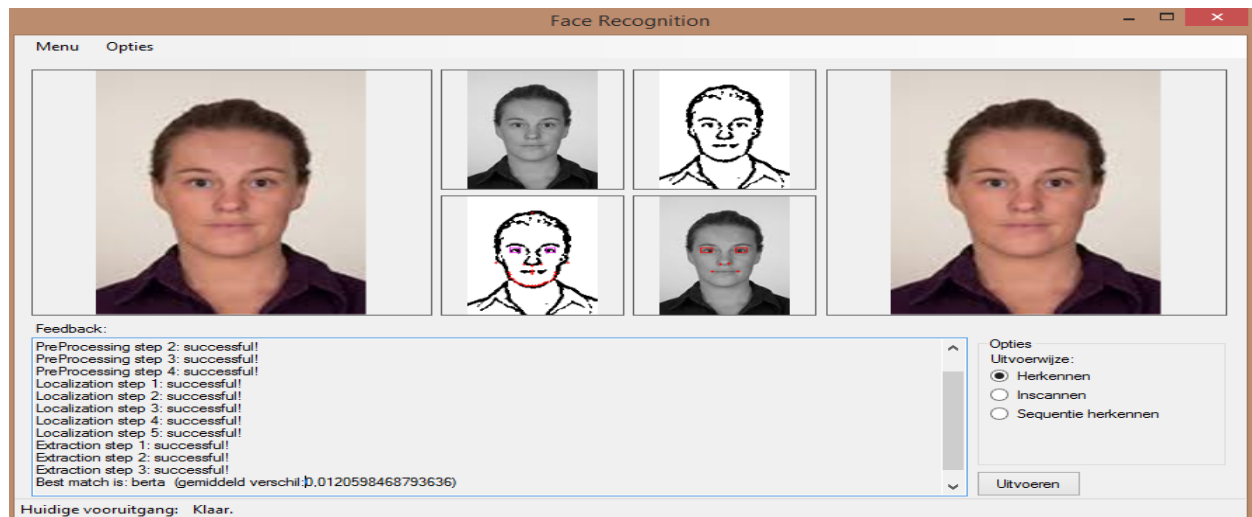 Face Recognition
Menu Opties
Feedback:
PreProcessing step 2: successful!
PreProcessing step 3: successful!
PreProcessing step 4: successful!
Localization step 1: successful!
Localization step 2: successful!
Localization step 3: successful!
Localization step 4: successful!
Localization step 5: successful!
Extraction step 1: successful!
Extraction step 2: successful!
Extraction step 3: successful!
Best match is: berta (gemiddeld verschil:0,0120598468793636)
Opties
Uitvoerwijze:
Herkennen
Inscannen
Sequentie herkennen
Uitvoeren
Huidige vooruitgang: Klaar.